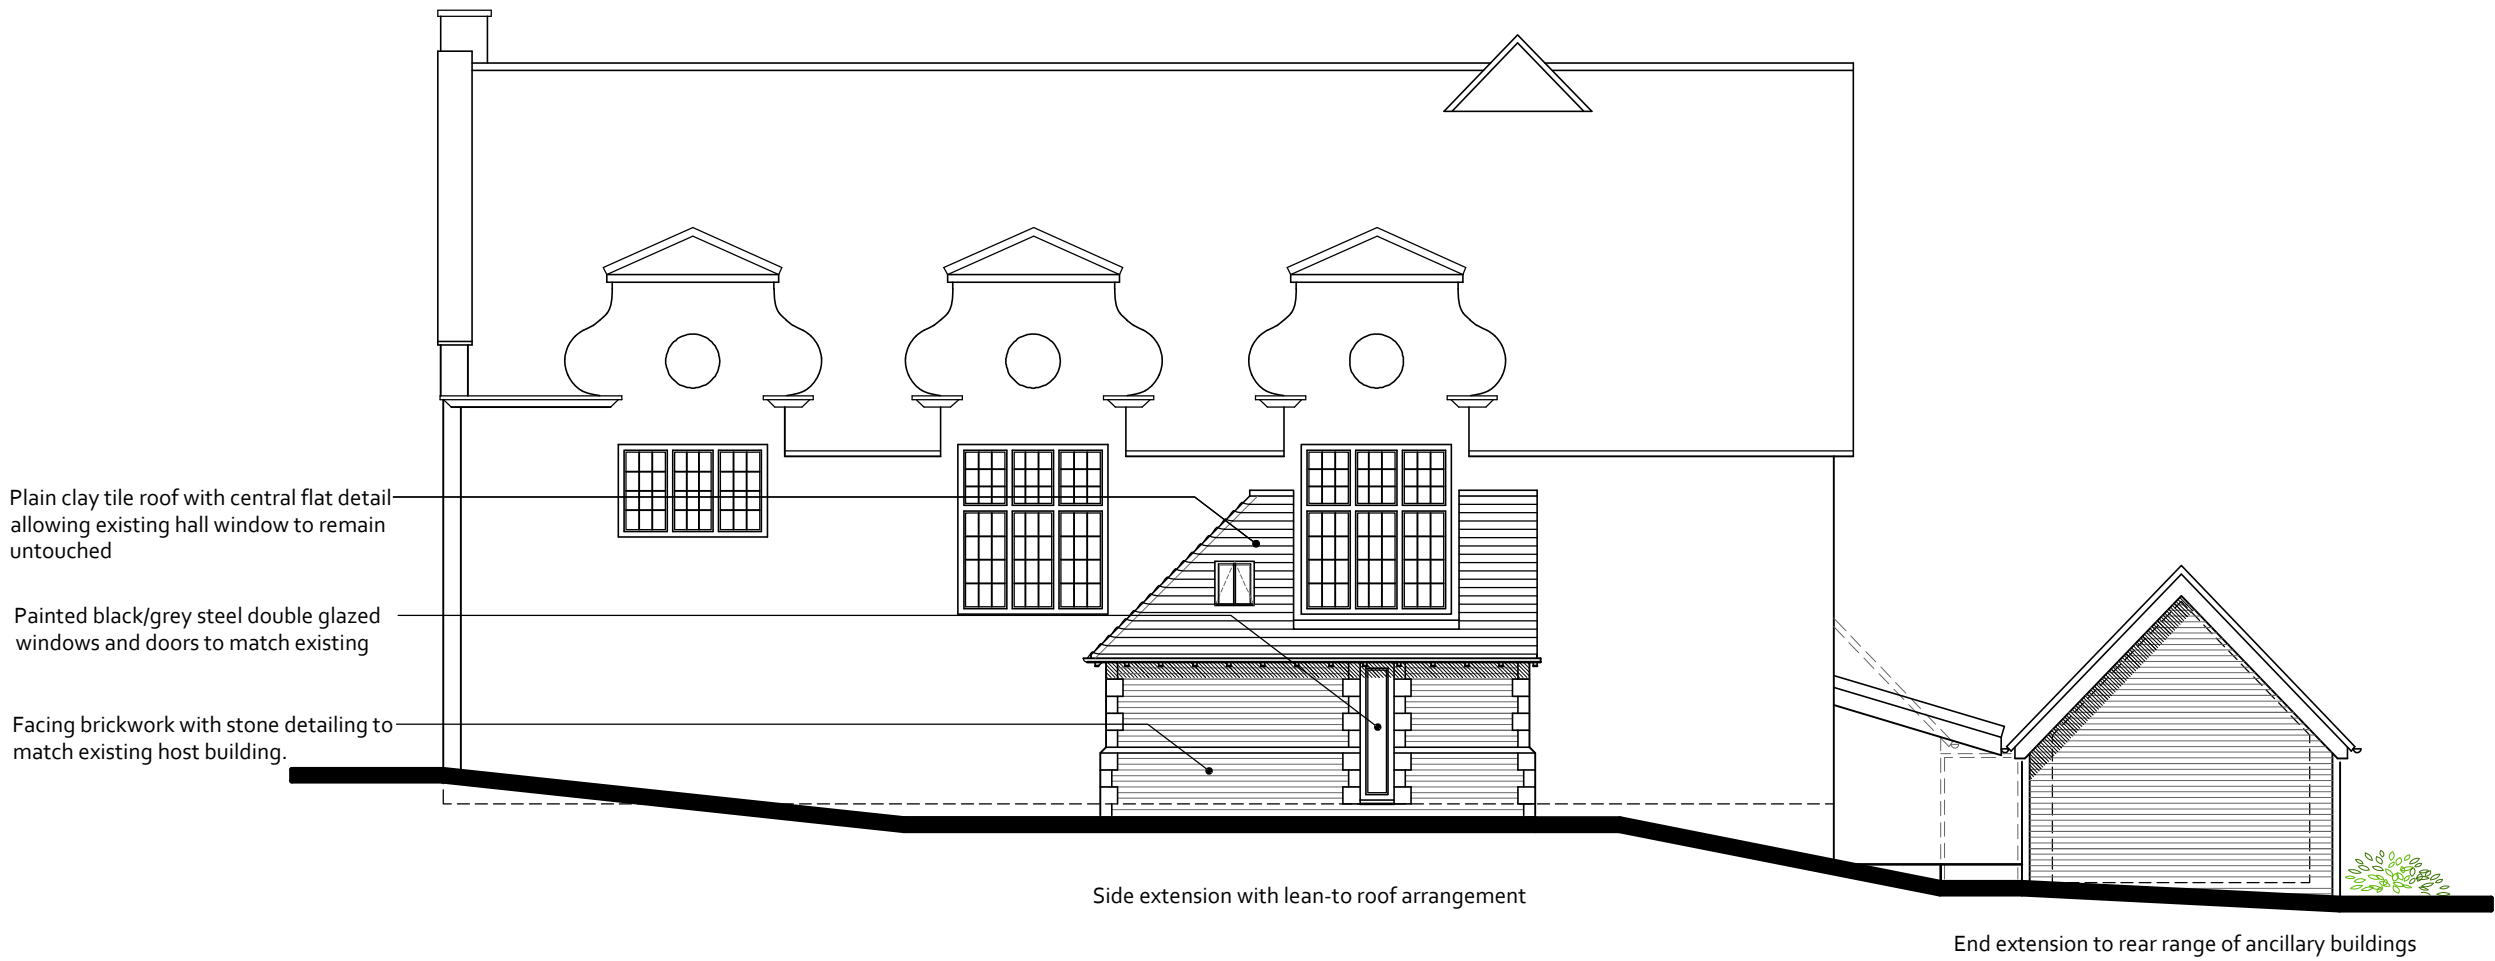 Plain clay tile roof with central flat detail
allowing existing hall window to remain
untouched
Painted black/grey steel double glazed
windows and doors to match existing
Facing brickwork with stone detailing to
match existing host building.
Side extension with lean-to roof arrangement
End extension to rear range of ancillary buildings